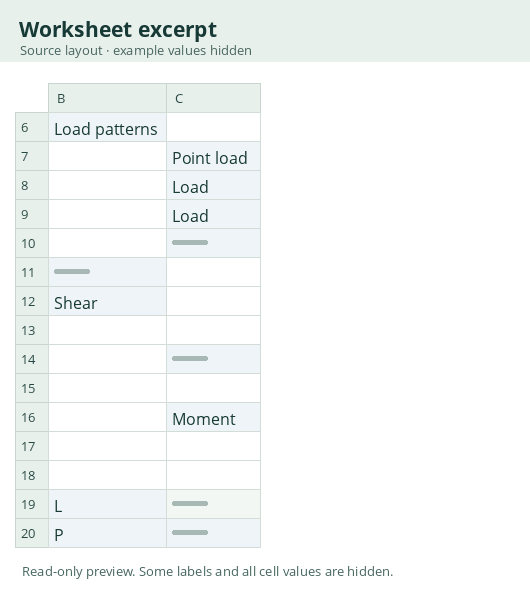 Worksheet excerpt
Source layout · example values hidden
B C
6 Load patterns
7 Point load
8 Load
9 Load
10
11
12 Shear
13
14
15
16 Moment
17
18
19 L
20 P
Read-only preview. Some labels and all cell values are hidden.